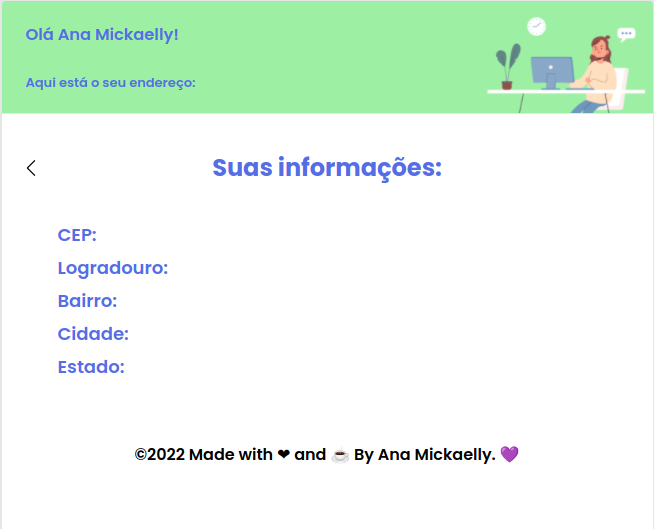 Olá Ana Mickaelly!
Aqui está o seu endereço:
Suas informações:
CEP:
Logradouro:
Bairro:
Cidade:
Estado:
©2022 Made with ❤ and ☕ By Ana Mickaelly. 💜